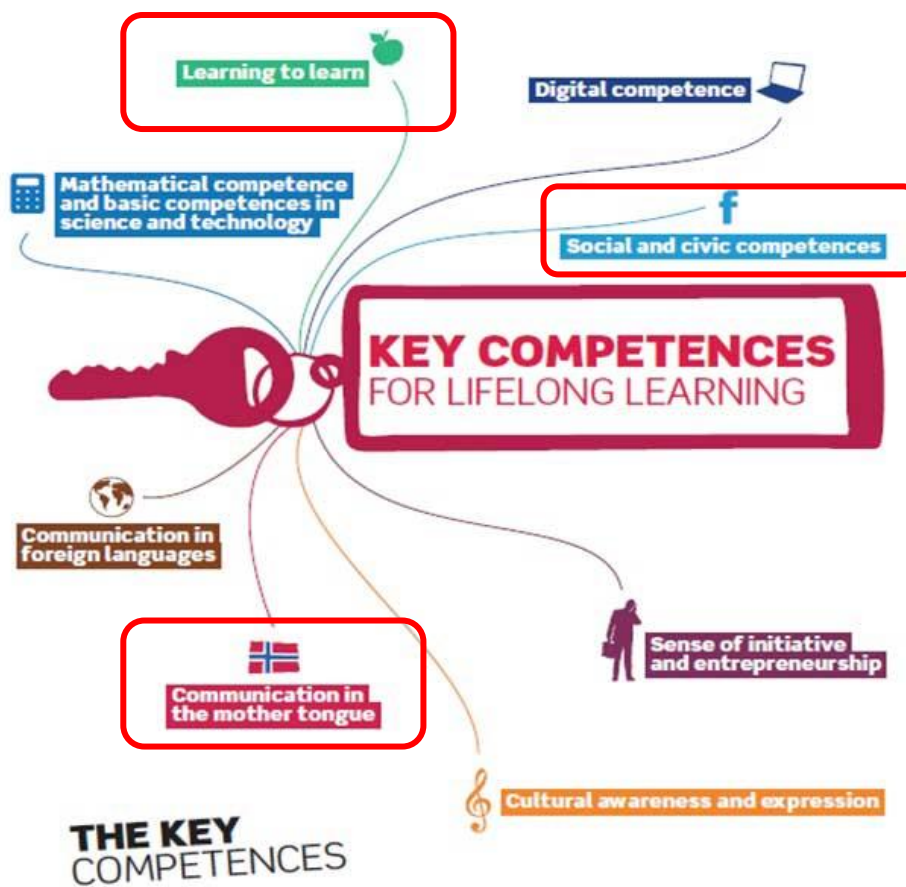 Learning to learn
Digital competence
Mathematical competence
and basic competences in
science and technology
f
Social and civic competences
KEY COMPETENCES
FOR LIFELONG LEARNING
Communication in
foreign languages
Sense of initiative
and entrepreneurship
Communication in
the mother tongue
Cultural awareness and expression
THE KEY
COMPETENCES